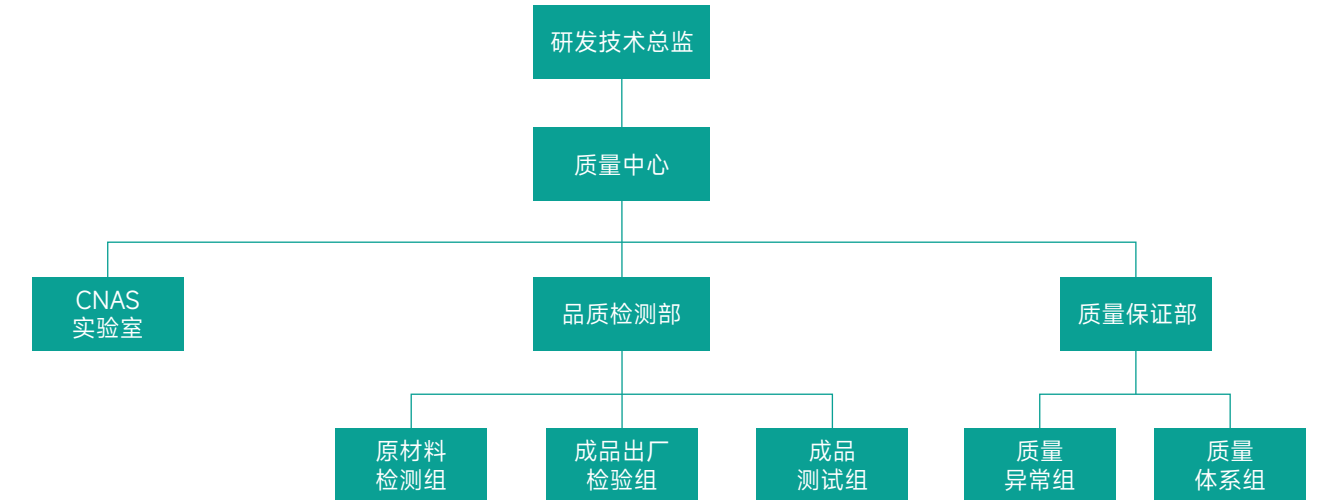 研发技术总监
质量中心
CNAS
实验室
品质检测部
质量保证部
原材料
检测组
成品出厂
检验组
成品
测试组
质量
异常组
质量
体系组